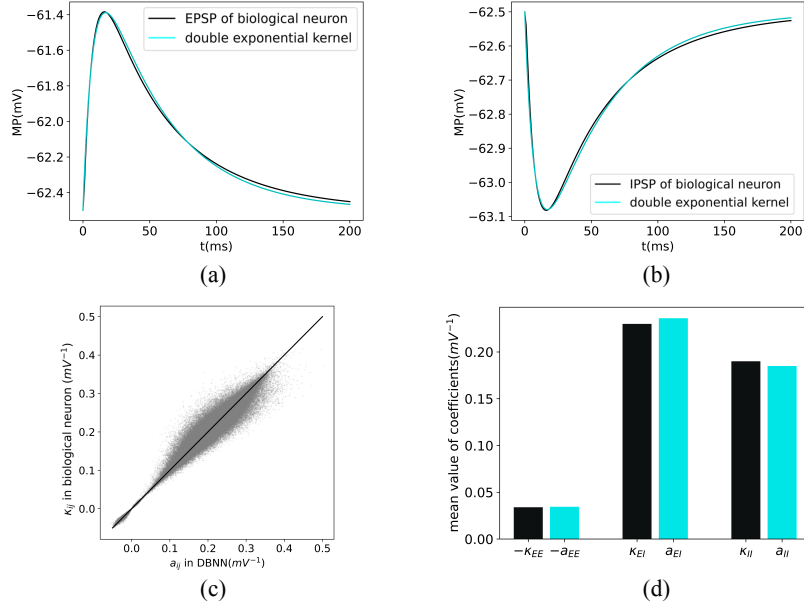 EPSP of biological neuron
double exponential kernel
MP(mV)
−61.4
−61.6
−61.8
−62.0
−62.2
−62.4
0 50 100 150 200
t(ms)
(a)
MP(mV)
−62.5
−62.6
−62.7
−62.8
−62.9
−63.0
−63.1
IPSP of biological neuron
double exponential kernel
0 50 100 150 200
t(ms)
(b)
κij in biological neuron (mV⁻¹)
0.5
0.4
0.3
0.2
0.1
0.0
0.0 0.1 0.2 0.3 0.4 0.5
aij in DBNN(mV⁻¹)
(c)
mean value of coefficients(mV⁻¹)
0.20
0.15
0.10
0.05
0.00
−κEE −aEE κEI aEI κII aII
(d)